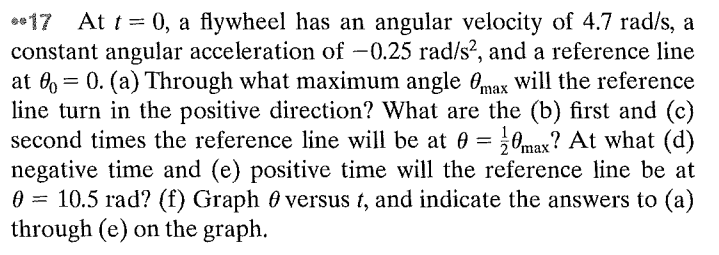 ••17 At t = 0, a flywheel has an angular velocity of 4.7 rad/s, a
constant angular acceleration of −0.25 rad/s², and a reference line
at θ₀ = 0. (a) Through what maximum angle θmax will the reference
line turn in the positive direction? What are the (b) first and (c)
second times the reference line will be at θ = ½θmax? At what (d)
negative time and (e) positive time will the reference line be at
θ = 10.5 rad? (f) Graph θ versus t, and indicate the answers to (a)
through (e) on the graph.